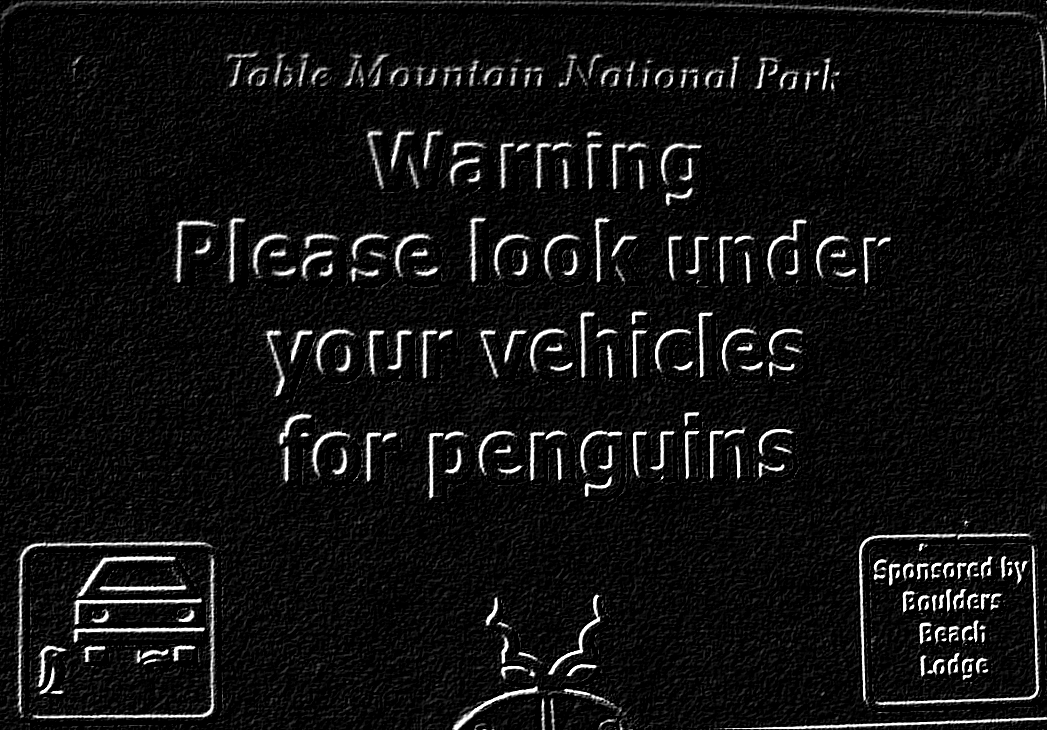 Table Mountain National Park
Warning
Please look under
your vehicles
for penguins
Sponsored by
Boulders
Beach
Lodge